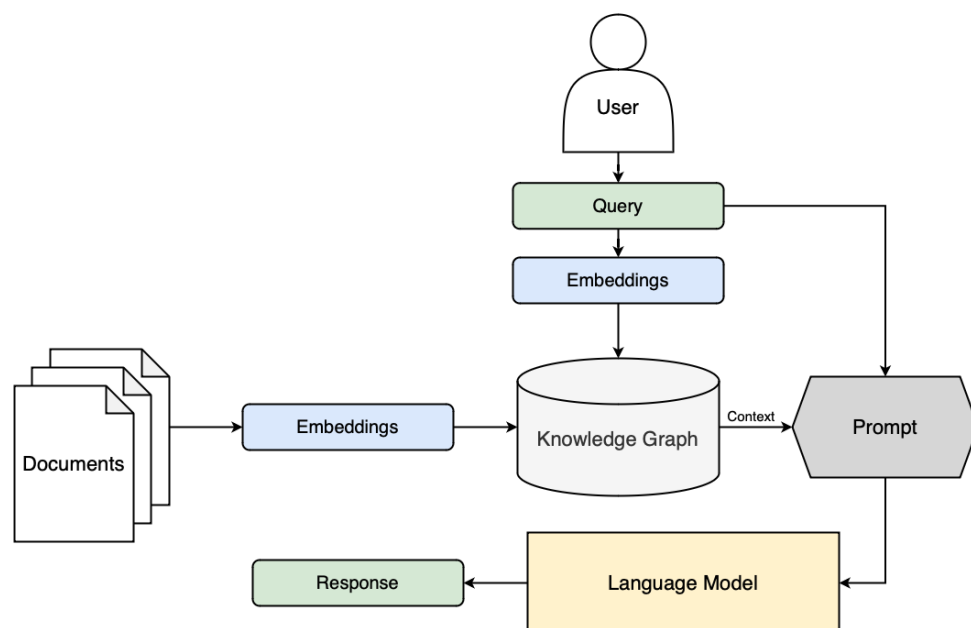 User
Query
Embeddings
Documents
Embeddings
Knowledge Graph
Context
Prompt
Response
Language Model